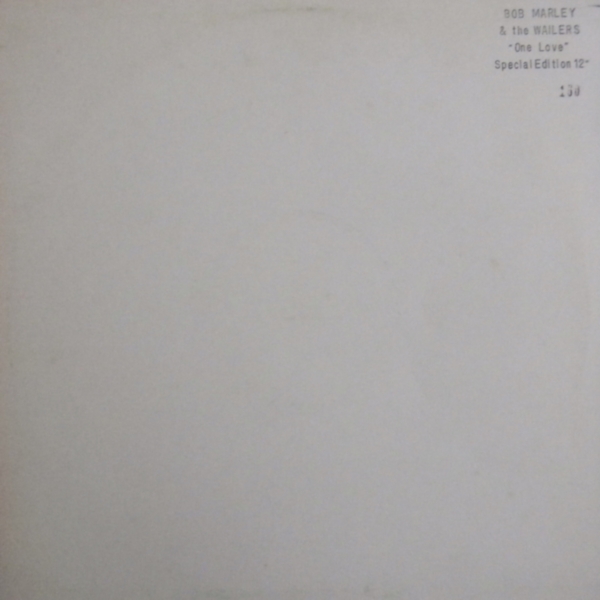 BOB MARLEY
& the WAILERS
"One Love"
Special Edition 12"